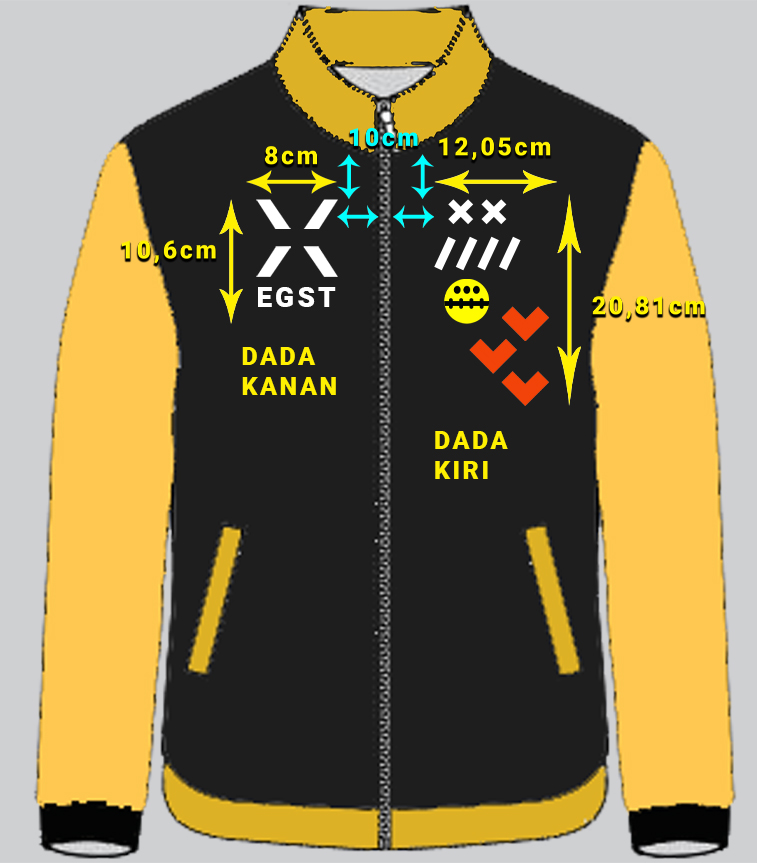 10cm
8cm
12,05cm
10,6cm
EGST
20,81cm
DADA
KANAN
DADA
KIRI